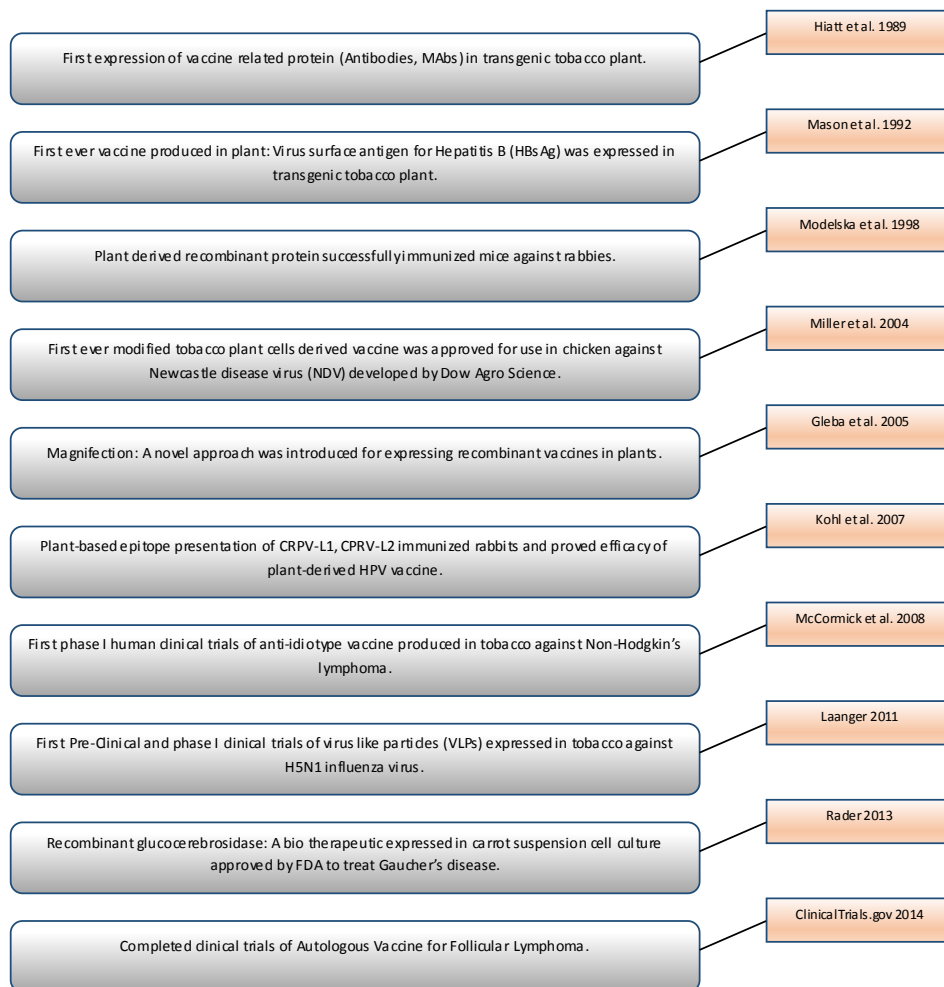 Hiatt et al. 1989
First expression of vaccine related protein (Antibodies, MAbs) in transgenic tobacco plant.
Mason et al. 1992
First ever vaccine produced in plant: Virus surface antigen for Hepatitis B (HBsAg) was expressed in
transgenic tobacco plant.
Modelska et al. 1998
Plant derived recombinant protein successfully immunized mice against rabbies.
Miller et al. 2004
First ever modified tobacco plant cells derived vaccine was approved for use in chicken against
Newcastle disease virus (NDV) developed by Dow Agro Science.
Gleba et al. 2005
Magnifection: A novel approach was introduced for expressing recombinant vaccines in plants.
Kohl et al. 2007
Plant-based epitope presentation of CRPV-L1, CPRV-L2 immunized rabbits and proved efficacy of
plant-derived HPV vaccine.
McCormick et al. 2008
First phase I human clinical trials of anti-idiotype vaccine produced in tobacco against Non-Hodgkin's
lymphoma.
Laanger 2011
First Pre-Clinical and phase I clinical trials of virus like particles (VLPs) expressed in tobacco against
H5N1 influenza virus.
Rader 2013
Recombinant glucocerebrosidase: A bio therapeutic expressed in carrot suspension cell culture
approved by FDA to treat Gaucher's disease.
ClinicalTrials.gov 2014
Completed clinical trials of Autologous Vaccine for Follicular Lymphoma.